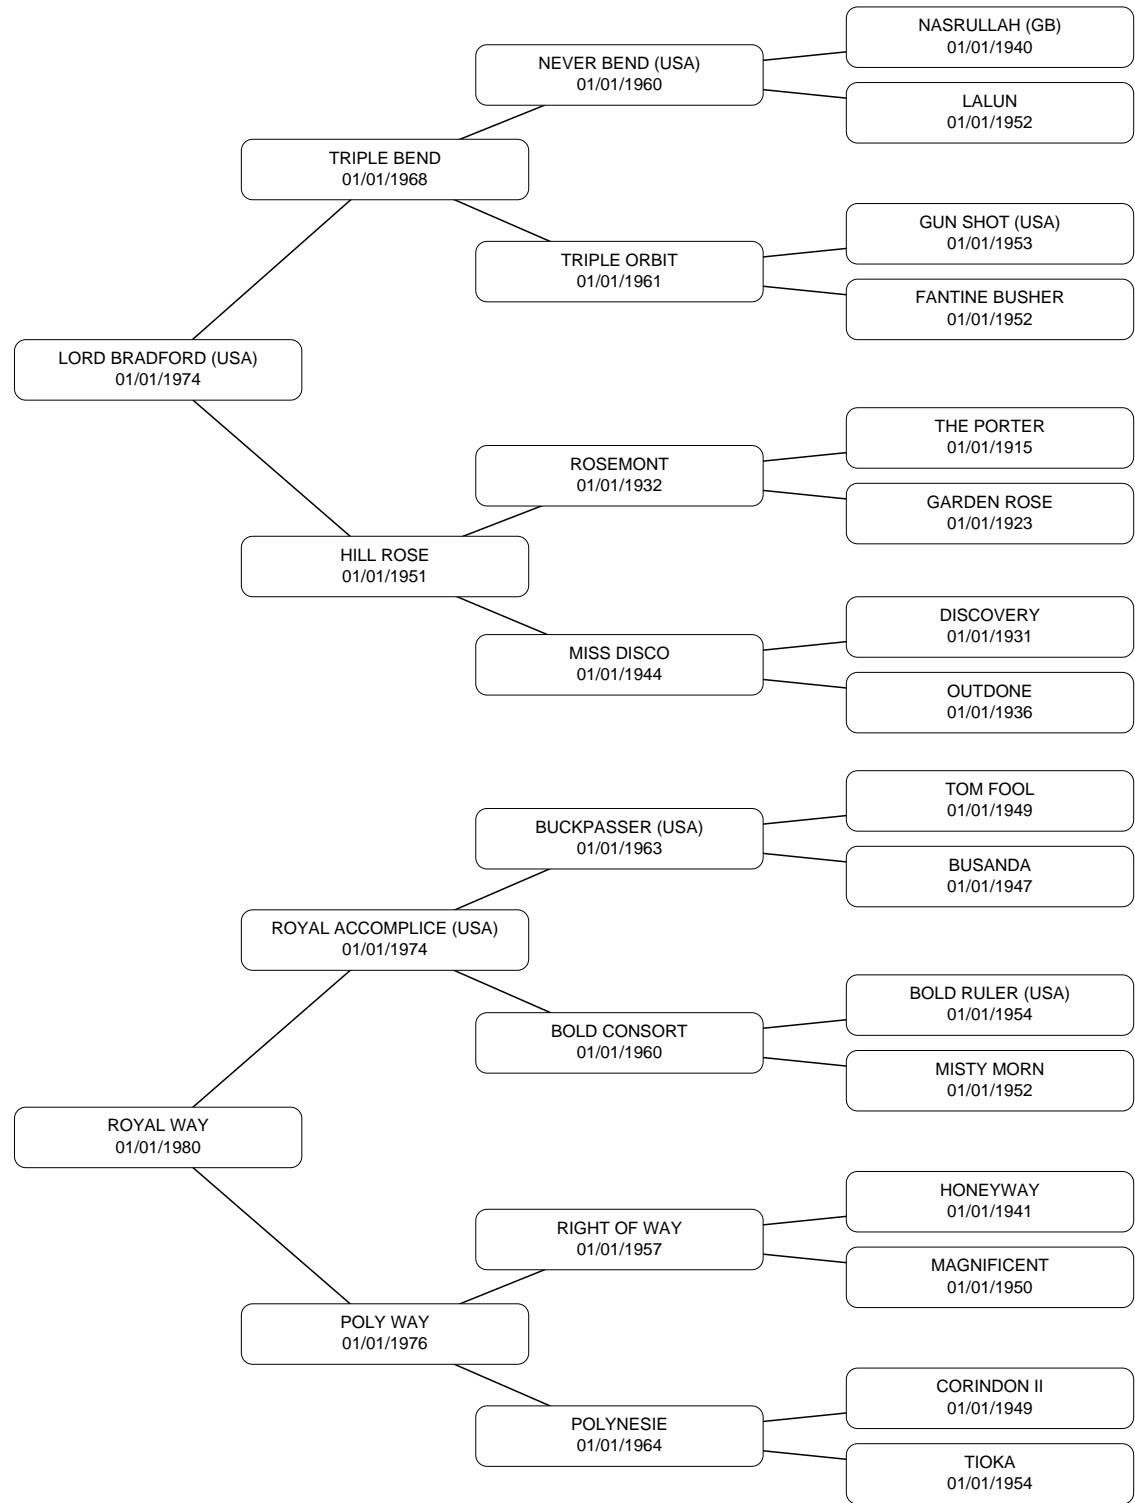 NASRULLAH (GB)
01/01/1940
NEVER BEND (USA)
01/01/1960
LALUN
01/01/1952
TRIPLE BEND
01/01/1968
GUN SHOT (USA)
01/01/1953
TRIPLE ORBIT
01/01/1961
FANTINE BUSHER
01/01/1952
LORD BRADFORD (USA)
01/01/1974
THE PORTER
01/01/1915
ROSEMONT
01/01/1932
GARDEN ROSE
01/01/1923
HILL ROSE
01/01/1951
DISCOVERY
01/01/1931
MISS DISCO
01/01/1944
OUTDONE
01/01/1936
TOM FOOL
01/01/1949
BUCKPASSER (USA)
01/01/1963
BUSANDA
01/01/1947
ROYAL ACCOMPLICE (USA)
01/01/1974
BOLD RULER (USA)
01/01/1954
BOLD CONSORT
01/01/1960
MISTY MORN
01/01/1952
ROYAL WAY
01/01/1980
HONEYWAY
01/01/1941
RIGHT OF WAY
01/01/1957
MAGNIFICENT
01/01/1950
POLY WAY
01/01/1976
CORINDON II
01/01/1949
POLYNESIE
01/01/1964
TIOKA
01/01/1954